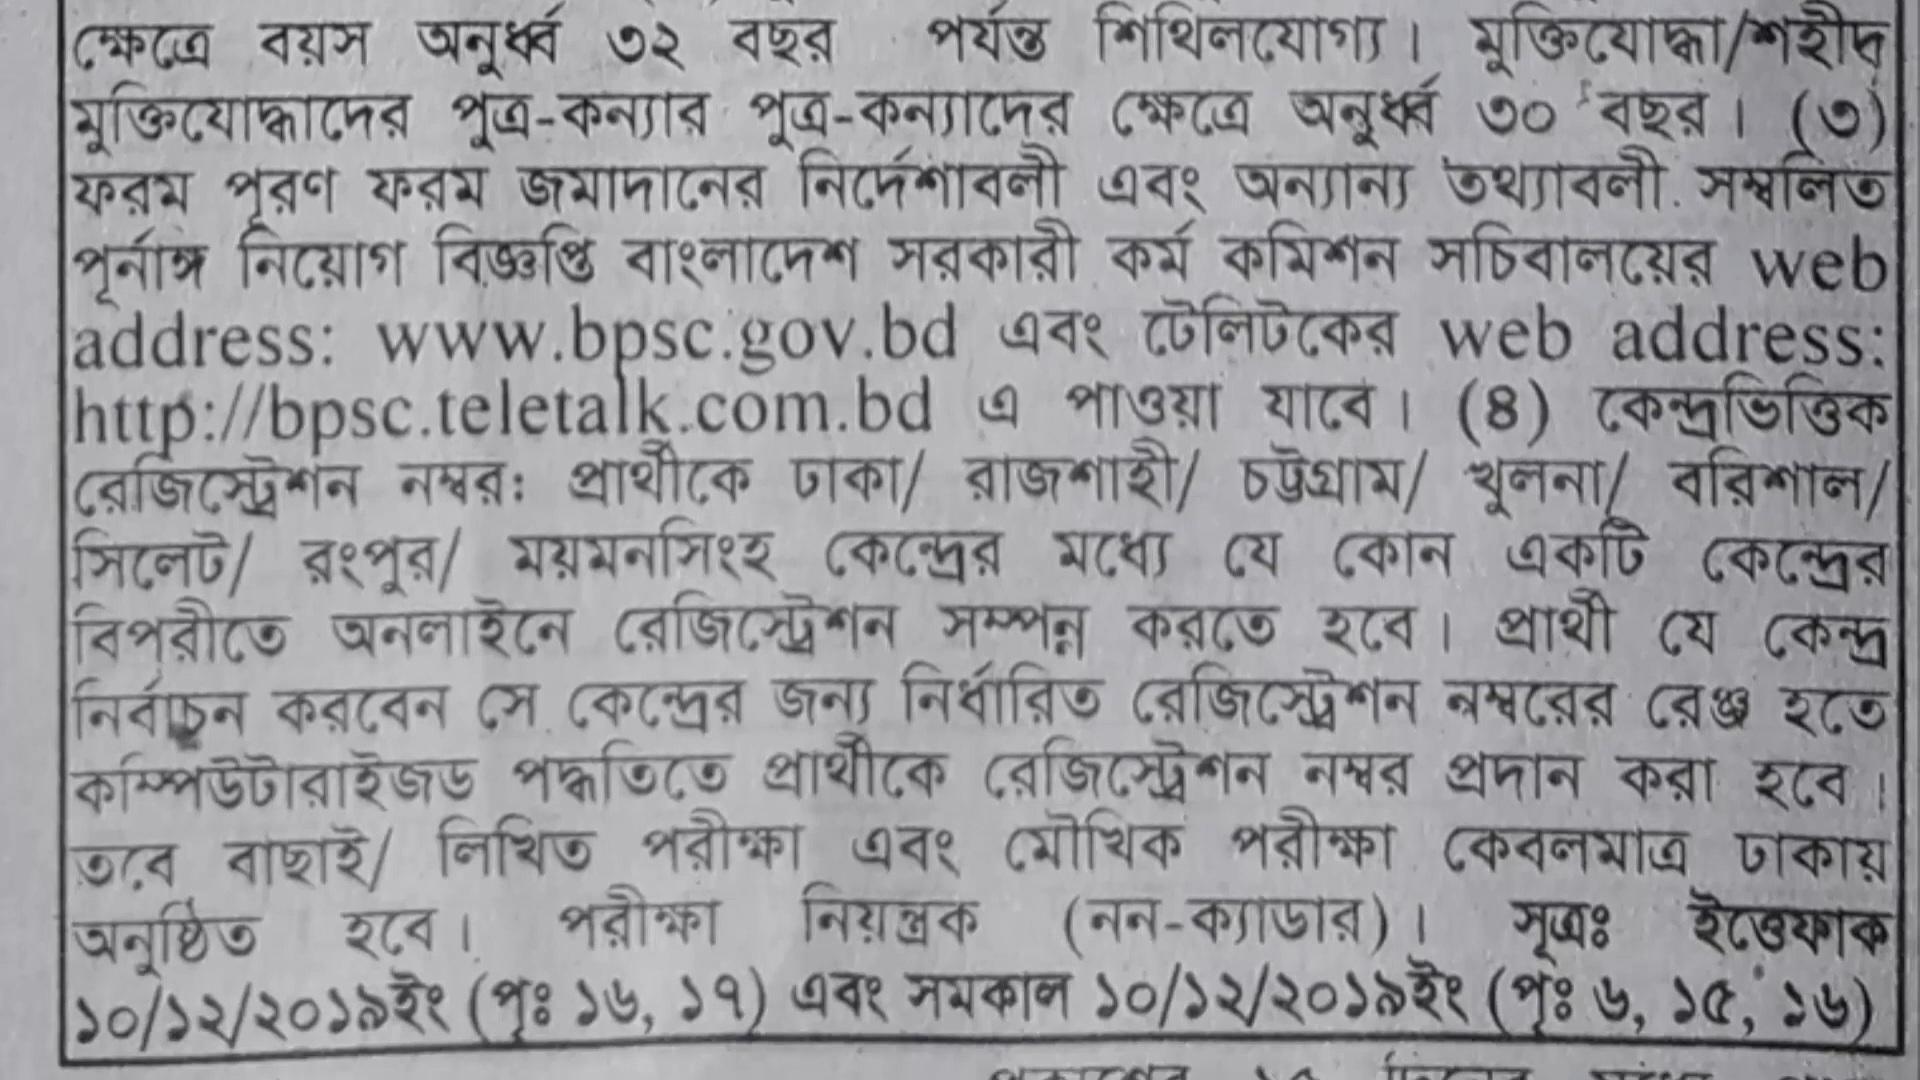 ক্ষেত্রে বয়স অনুর্ধ্ব ৩২ বছর পর্যন্ত শিথিলযোগ্য। মুক্তিযোদ্ধা/শহীদ
মুক্তিযোদ্ধাদের পুত্র-কন্যার পুত্র-কন্যাদের ক্ষেত্রে অনুর্ধ্ব ৩০ বছর। (৩)
ফরম পূরণ ফরম জমাদানের নির্দেশাবলী এবং অন্যান্য তথ্যাবলী সম্বলিত
পূর্নাঙ্গ নিয়োগ বিজ্ঞপ্তি বাংলাদেশ সরকারী কর্ম কমিশন সচিবালয়ের web
address: www.bpsc.gov.bd এবং টেলিটকের web address:
http://bpsc.teletalk.com.bd এ পাওয়া যাবে। (৪) কেন্দ্রভিত্তিক
রেজিস্ট্রেশন নম্বর: প্রার্থীকে ঢাকা/ রাজশাহী/ চট্টগ্রাম/ খুলনা/ বরিশাল/
সিলেট/ রংপুর/ ময়মনসিংহ কেন্দ্রের মধ্যে যে কোন একটি কেন্দ্রের
বিপরীতে অনলাইনে রেজিস্ট্রেশন সম্পন্ন করতে হবে। প্রার্থী যে কেন্দ্র
নির্বাচন করবেন সে কেন্দ্রের জন্য নির্ধারিত রেজিস্ট্রেশন নম্বরের রেঞ্জ হতে
কম্পিউটারাইজড পদ্ধতিতে প্রার্থীকে রেজিস্ট্রেশন নম্বর প্রদান করা হবে।
তবে বাছাই/ লিখিত পরীক্ষা এবং মৌখিক পরীক্ষা কেবলমাত্র ঢাকায়
অনুষ্ঠিত হবে। পরীক্ষা নিয়ন্ত্রক (নন-ক্যাডার)। সূত্রঃ ইত্তেফাক
১০/১২/২০১৯ইং (পৃঃ ১৬, ১৭) এবং সমকাল ১০/১২/২০১৯ইং (পৃঃ ৬, ১৫, ১৬)